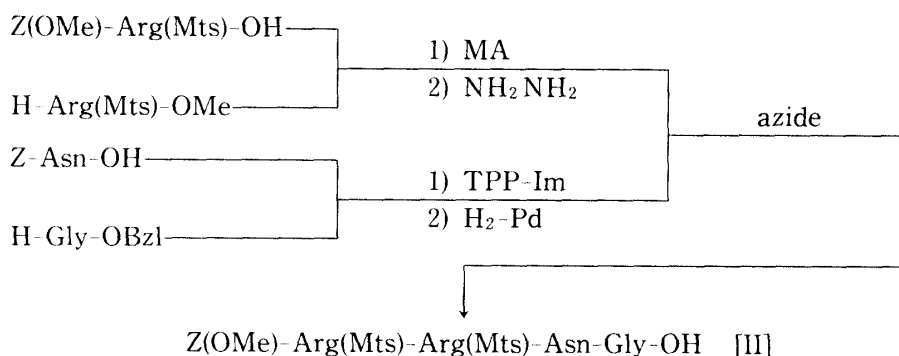 Z(OMe)-Arg(Mts)-OH
1) MA
2) NH₂NH₂
H-Arg(Mts)-OMe
azide
Z-Asn-OH
1) TPP-Im
2) H₂-Pd
H-Gly-OBzl
Z(OMe)-Arg(Mts)-Arg(Mts)-Asn-Gly-OH [II]